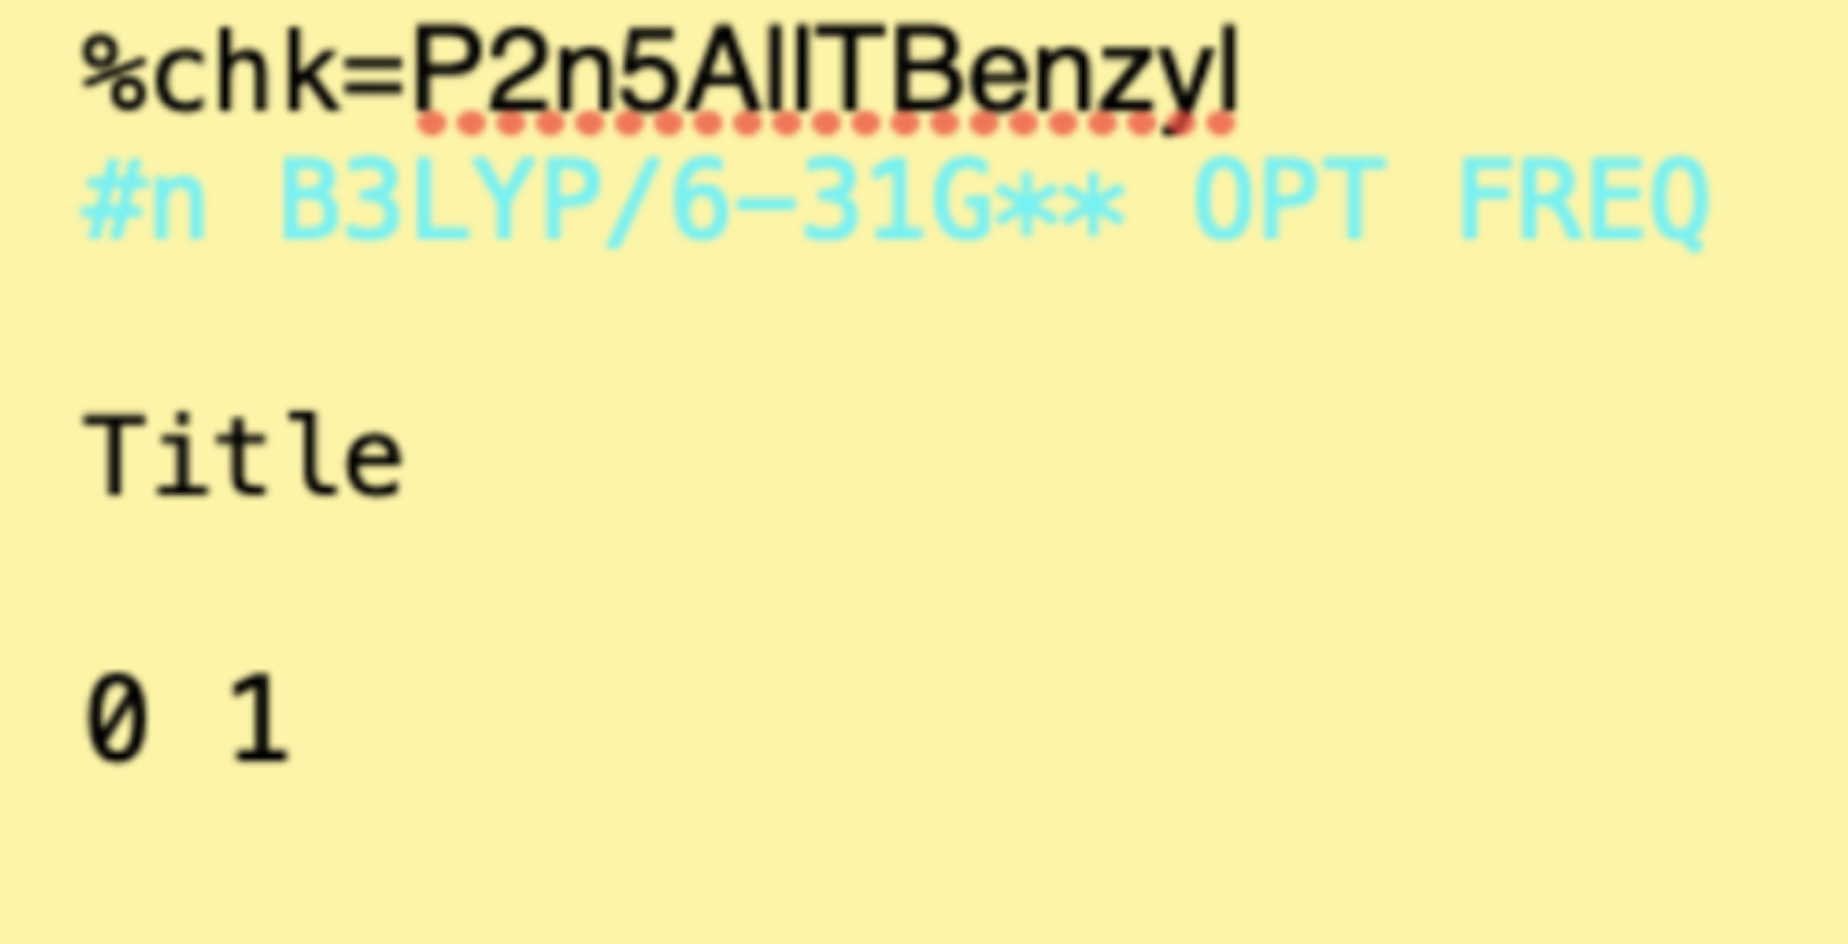 %chk=P2n5AllTBenzyl
#n B3LYP/6-31G** OPT FREQ
Title
0 1